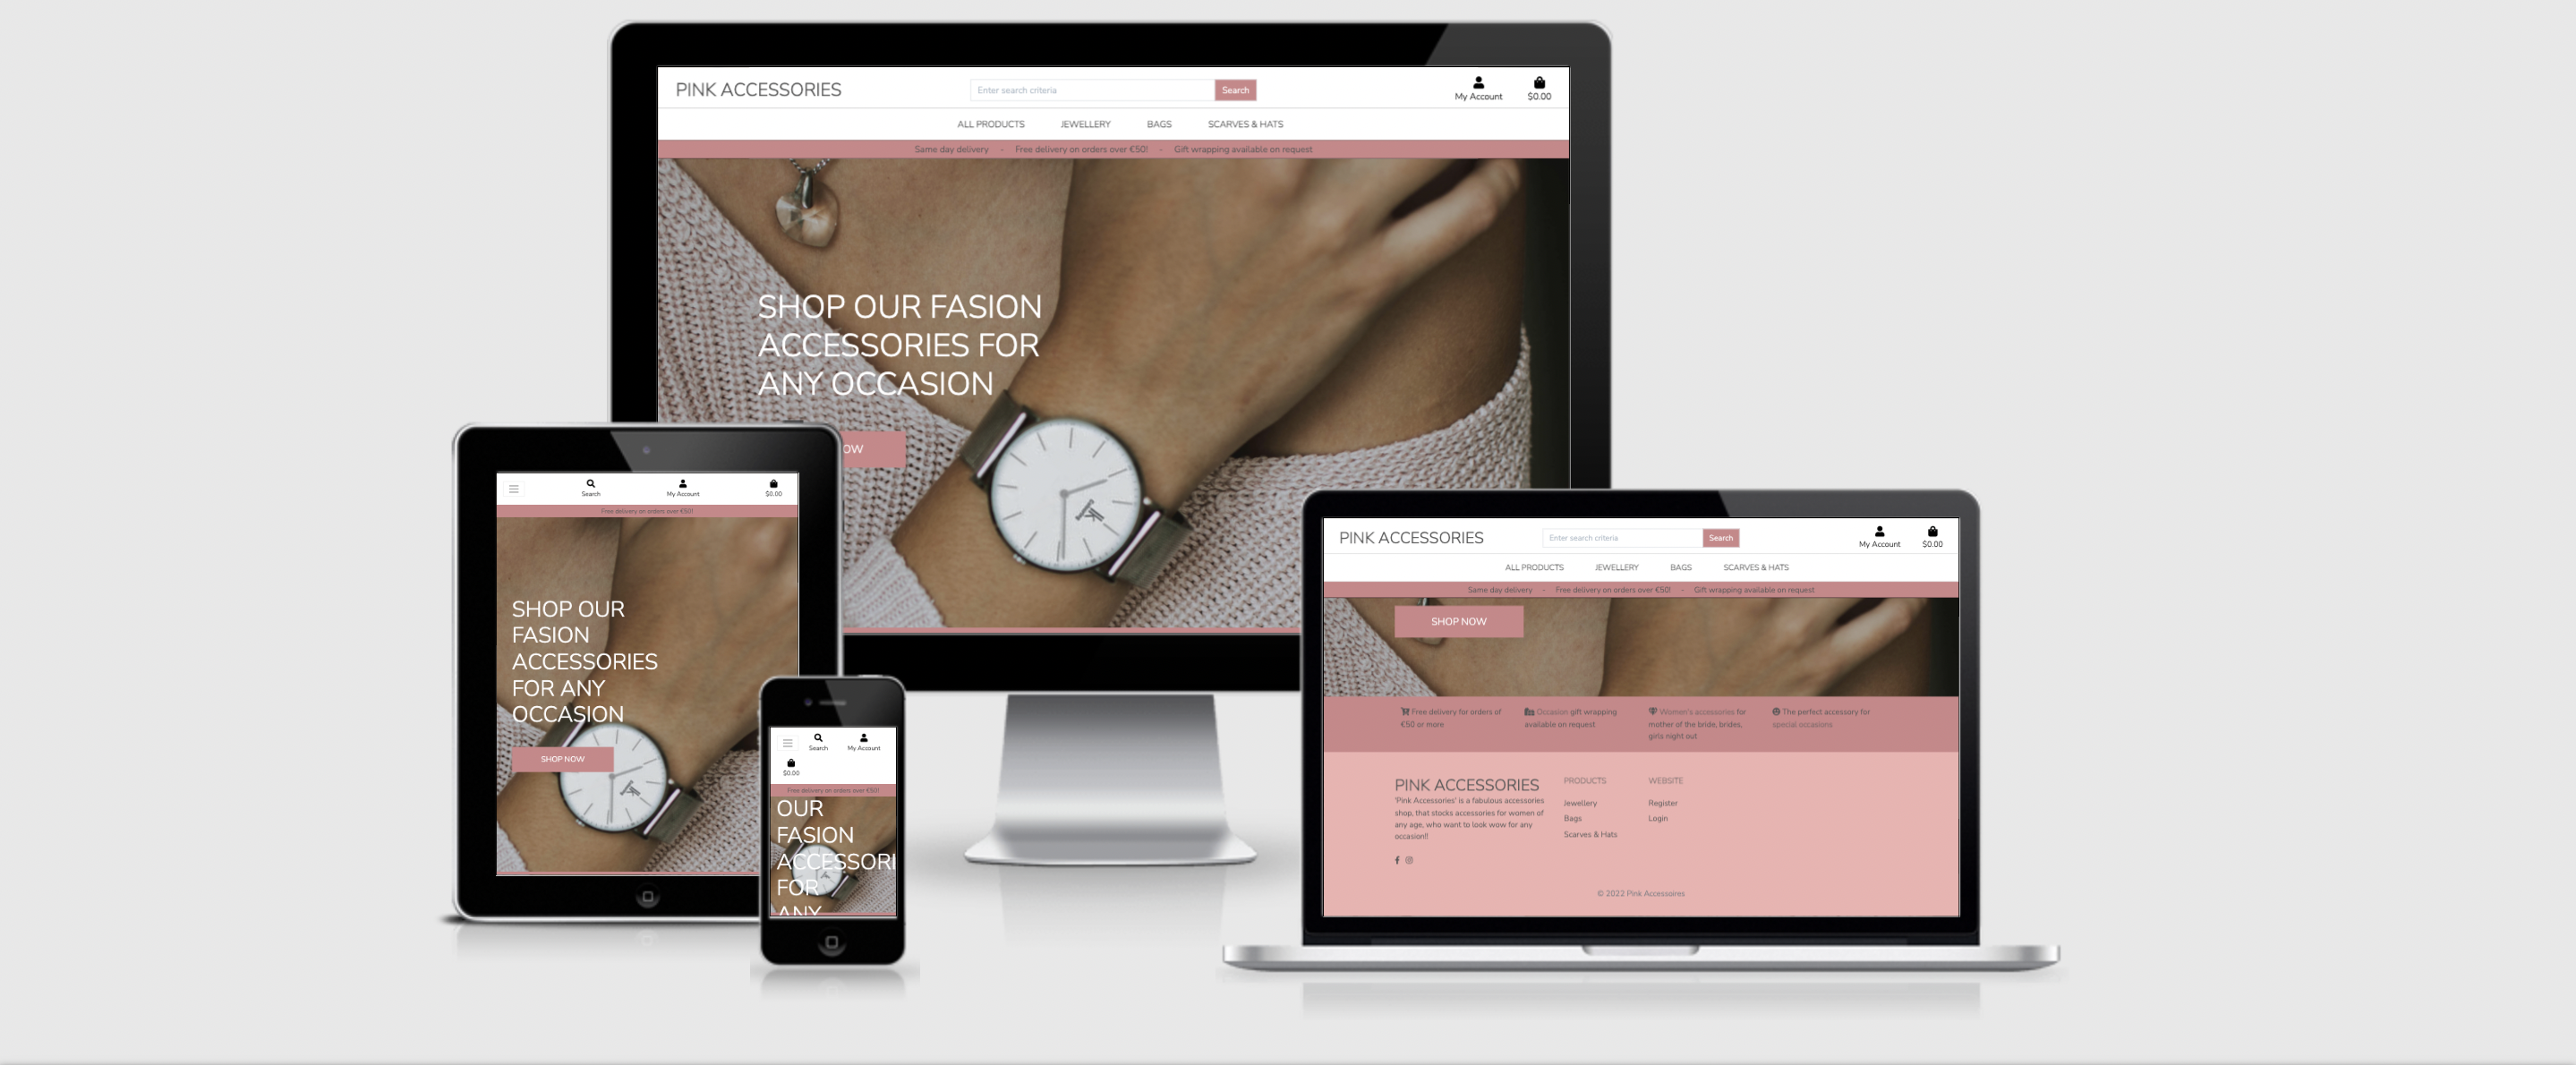 PINK ACCESSORIES
Enter search criteria Search
My Account $0.00
ALL PRODUCTS JEWELLERY BAGS SCARVES & HATS
Same day delivery - Free delivery on orders over €50! - Gift wrapping available on request
SHOP OUR FASION
ACCESSORIES FOR
ANY OCCASION
OW
Search My Account $0.00
Free delivery on orders over €50!
SHOP OUR
FASION
ACCESSORIES
FOR ANY
OCCASION
SHOP NOW
Search My Account
$0.00
Free delivery on orders over €50!
OUR
FASION
ACCESSORI
FOR
ANY
PINK ACCESSORIES
Enter search criteria Search
My Account $0.00
ALL PRODUCTS JEWELLERY BAGS SCARVES & HATS
Same day delivery - Free delivery on orders over €50! - Gift wrapping available on request
SHOP NOW
Free delivery for orders of
€50 or more
Occasion gift wrapping
available on request
Women's accessories for
mother of the bride, brides,
girls night out
The perfect accessory for
special occasions
PINK ACCESSORIES
'Pink Accessories' is a fabulous accessories
shop, that stocks accessories for women of
any age, who want to look wow for any
occasion!!
PRODUCTS
Jewellery
Bags
Scarves & Hats
WEBSITE
Register
Login
© 2022 Pink Accessoires